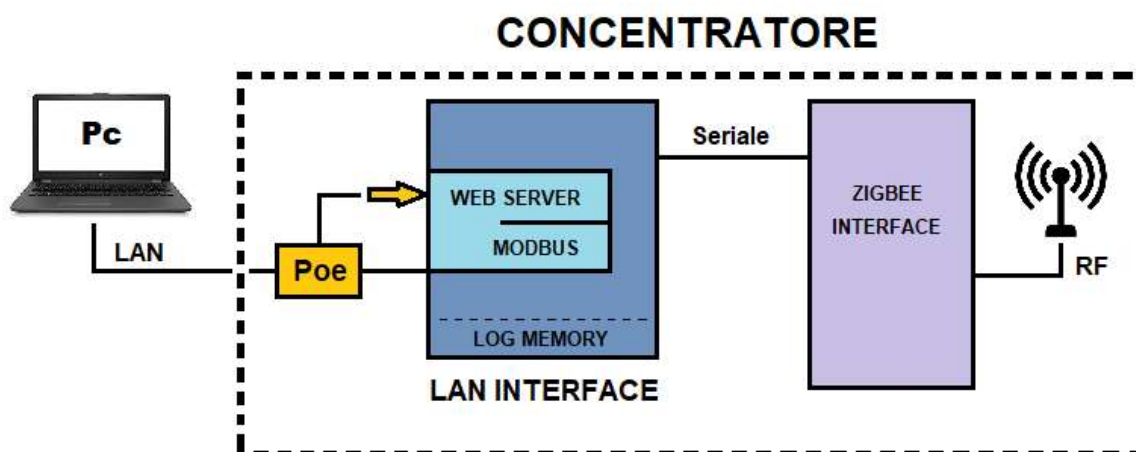 CONCENTRATORE
Pc
LAN
Poe
WEB SERVER
MODBUS
LOG MEMORY
LAN INTERFACE
Seriale
ZIGBEE
INTERFACE
RF